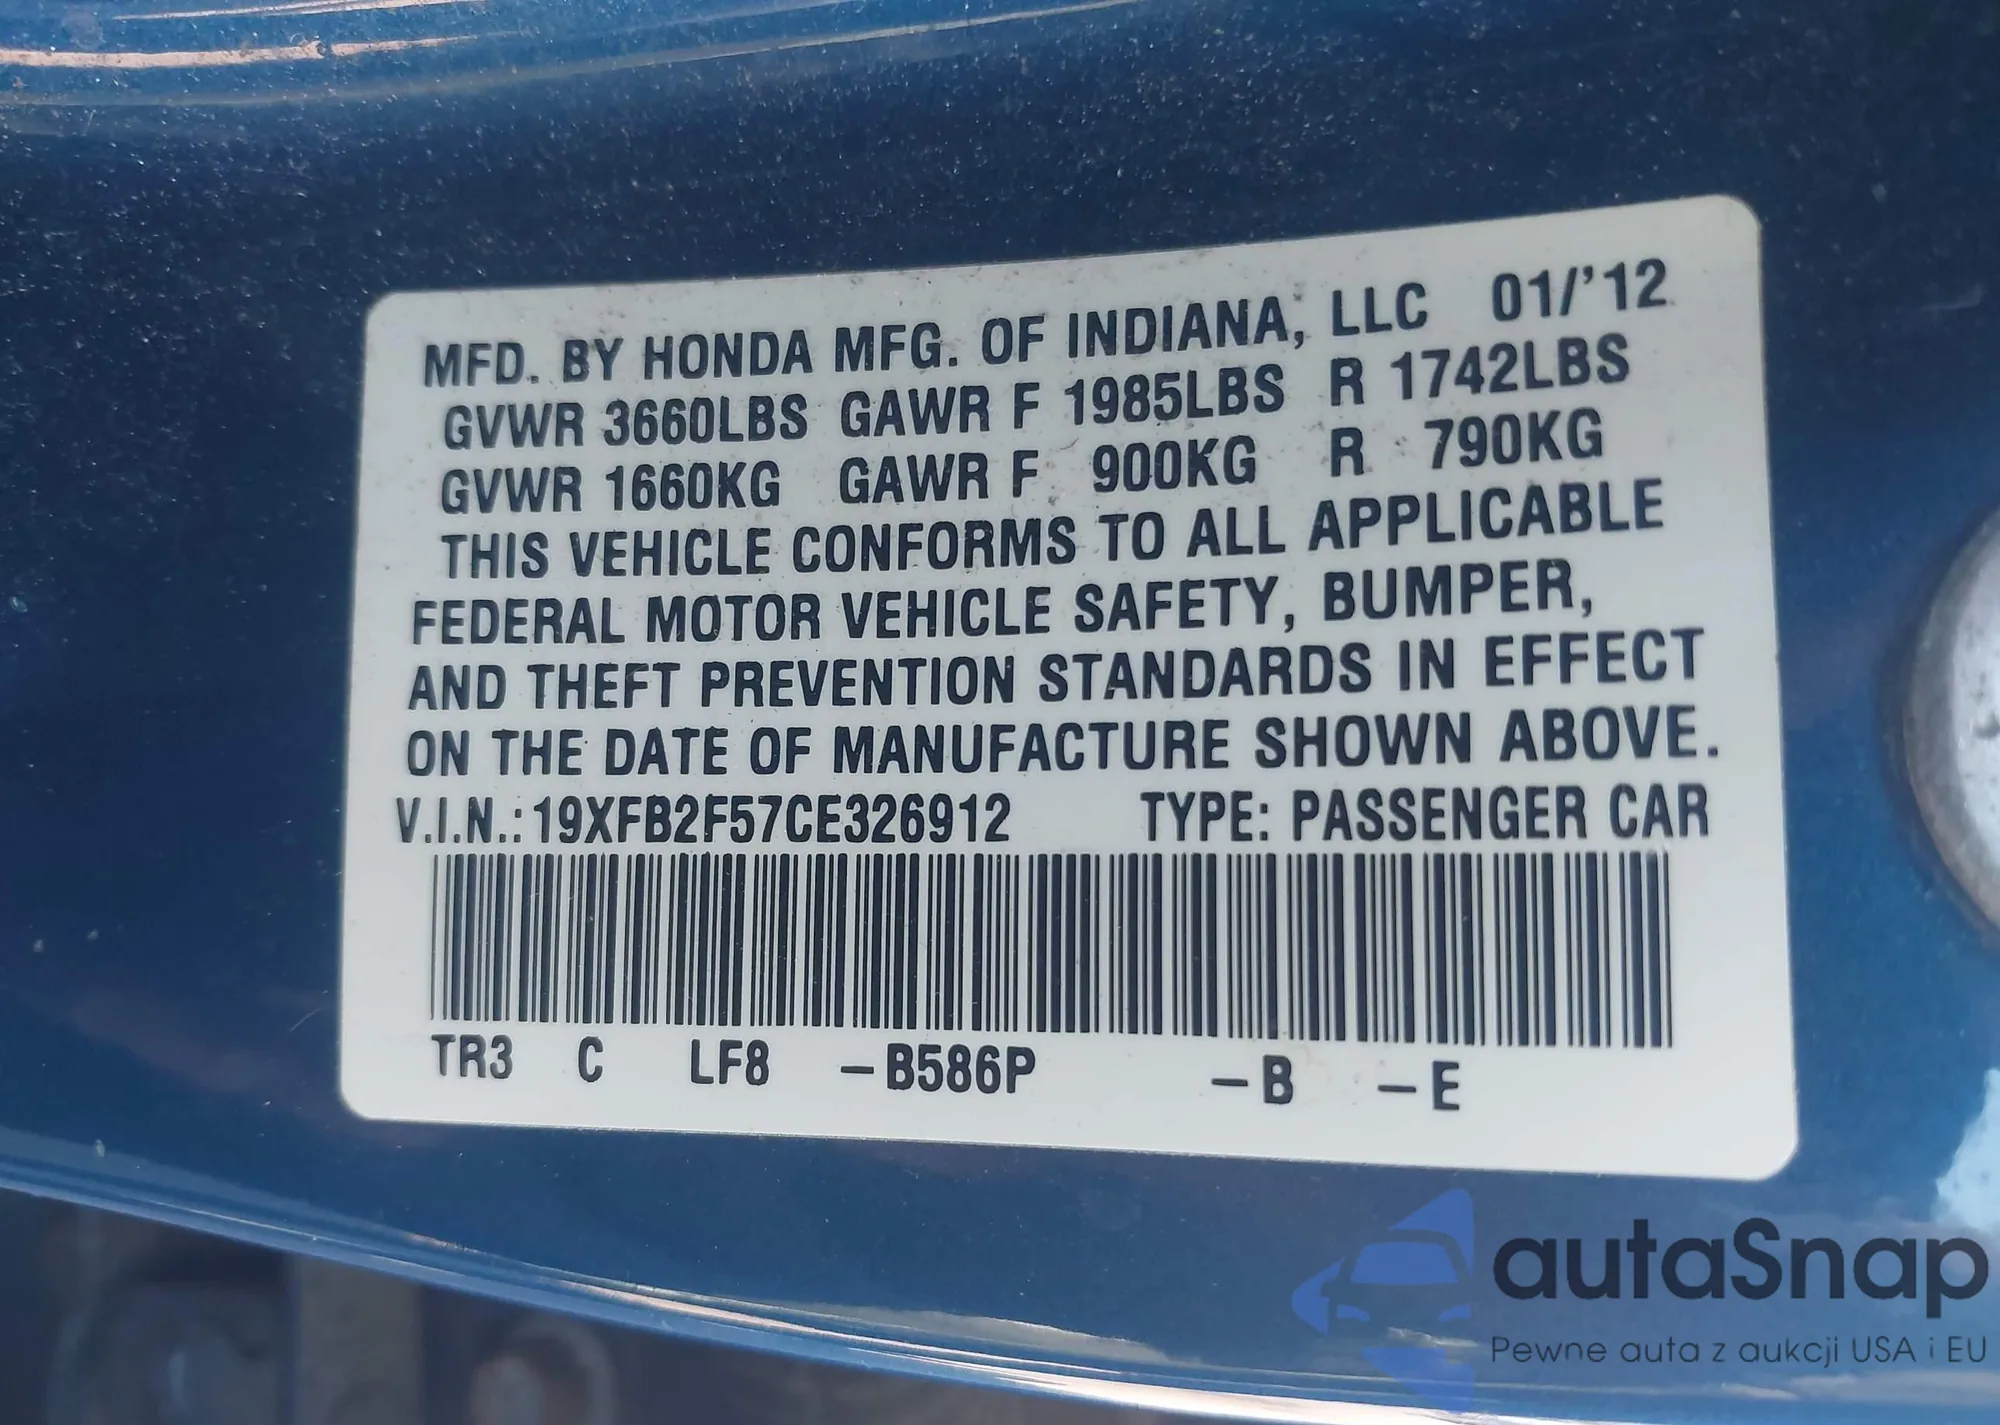 MFD. BY HONDA MFG. OF INDIANA, LLC 01/'12
GVWR 3660LBS GAWR F 1985LBS R 1742LBS
GVWR 1660KG GAWR F 900KG R 790KG
THIS VEHICLE CONFORMS TO ALL APPLICABLE
FEDERAL MOTOR VEHICLE SAFETY, BUMPER,
AND THEFT PREVENTION STANDARDS IN EFFECT
ON THE DATE OF MANUFACTURE SHOWN ABOVE.
V.I.N.: 19XFB2F57CE326912 TYPE: PASSENGER CAR
TR3 C LF8 –B586P –B –E
autaSnap
Pewne auta z aukcji USA i EU